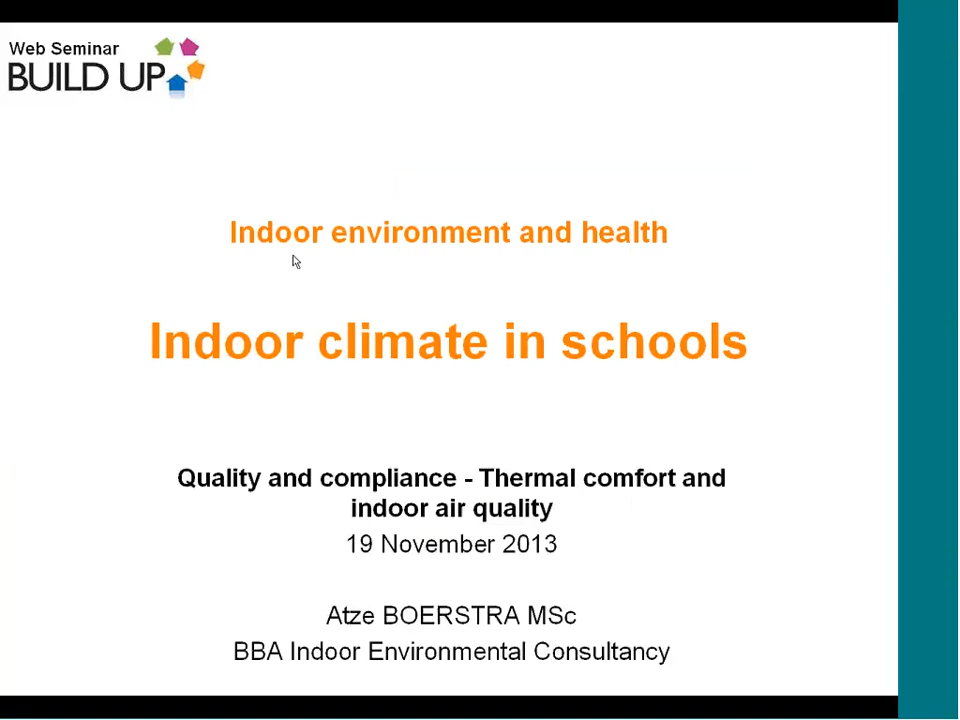 Web Seminar
BUILD UP
Indoor environment and health
Indoor climate in schools
Quality and compliance - Thermal comfort and
indoor air quality
19 November 2013
Atze BOERSTRA MSc
BBA Indoor Environmental Consultancy